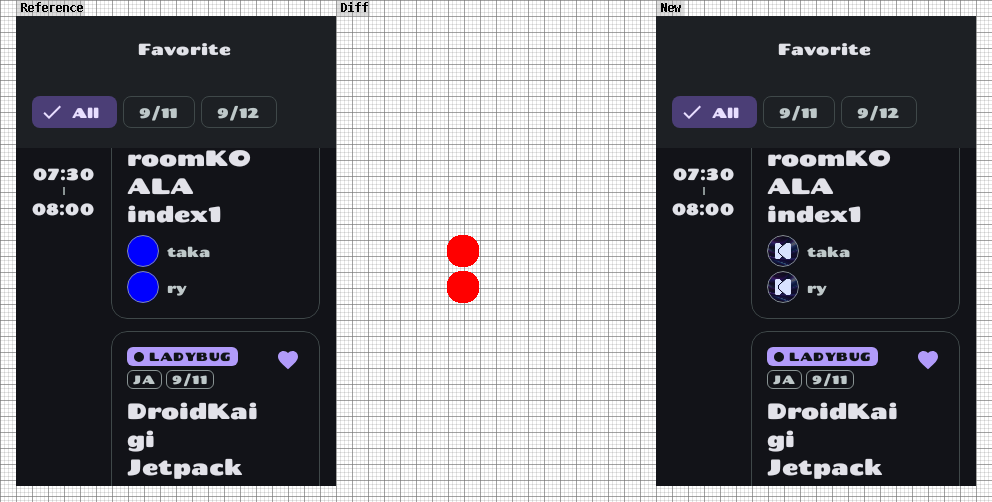 Reference
Diff
New
Favorite
All
9/11
9/12
07:30
08:00
roomKO
ALA
index1
taka
ry
LADYBUG
JA
9/11
DroidKai
gi
Jetpack
Favorite
All
9/11
9/12
07:30
08:00
roomKO
ALA
index1
taka
ry
LADYBUG
JA
9/11
DroidKai
gi
Jetpack